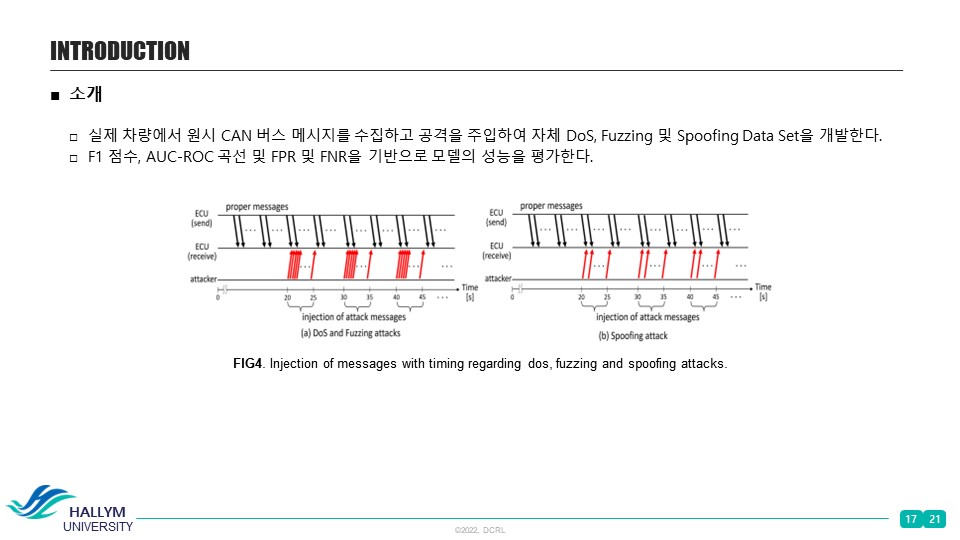 INTRODUCTION
■ 소개
□ 실제 차량에서 원시 CAN 버스 메시지를 수집하고 공격을 주입하여 자체 DoS, Fuzzing 및 Spoofing Data Set을 개발한다.
□ F1 점수, AUC-ROC 곡선 및 FPR 및 FNR을 기반으로 모델의 성능을 평가한다.
proper messages
ECU
(send)
ECU
(receive)
attacker
Time
[s]
0 20 25 30 35 40 45 ...
injection of attack messages
(a) DoS and Fuzzing attacks
proper messages
ECU
(send)
ECU
(receive)
attacker
Time
[s]
0 20 25 30 35 40 45 ...
injection of attack messages
(b) Spoofing attack
FIG4. Injection of messages with timing regarding dos, fuzzing and spoofing attacks.
HALLYM
UNIVERSITY
©2022, DCRL
17 21